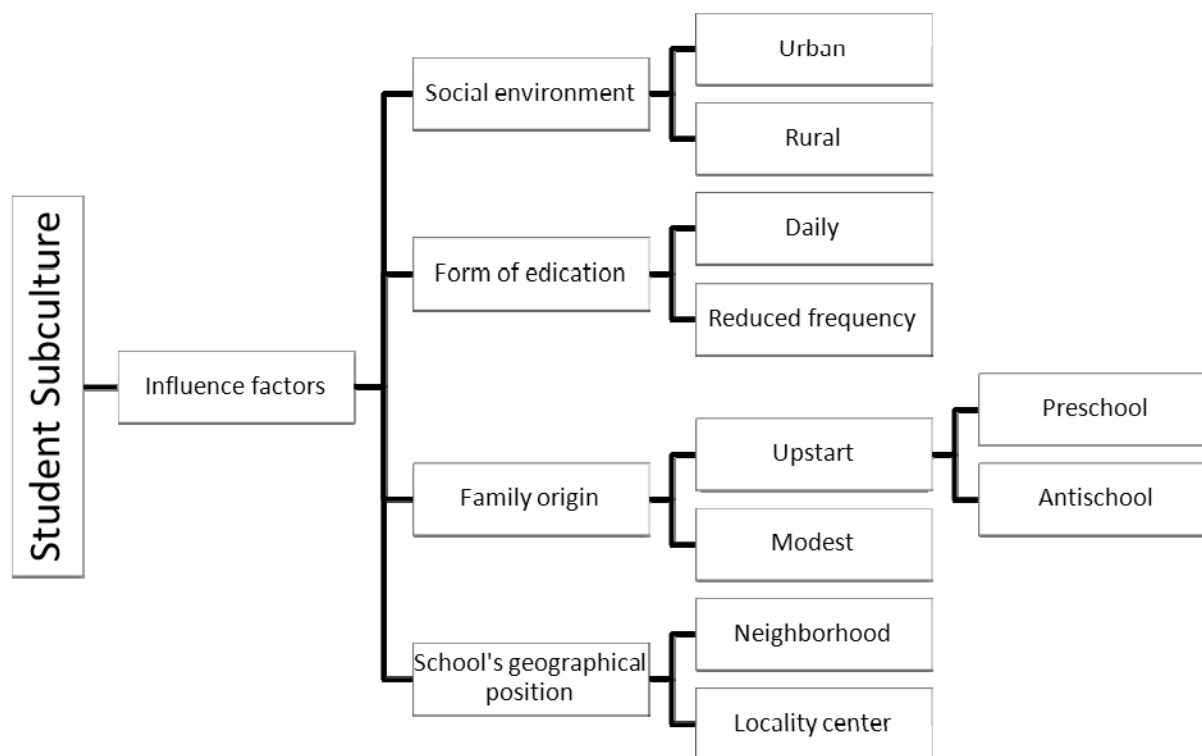 Student Subculture
Influence factors
Social environment
Urban
Rural
Form of edication
Daily
Reduced frequency
Family origin
Upstart
Preschool
Antischool
Modest
School's geographical
position
Neighborhood
Locality center